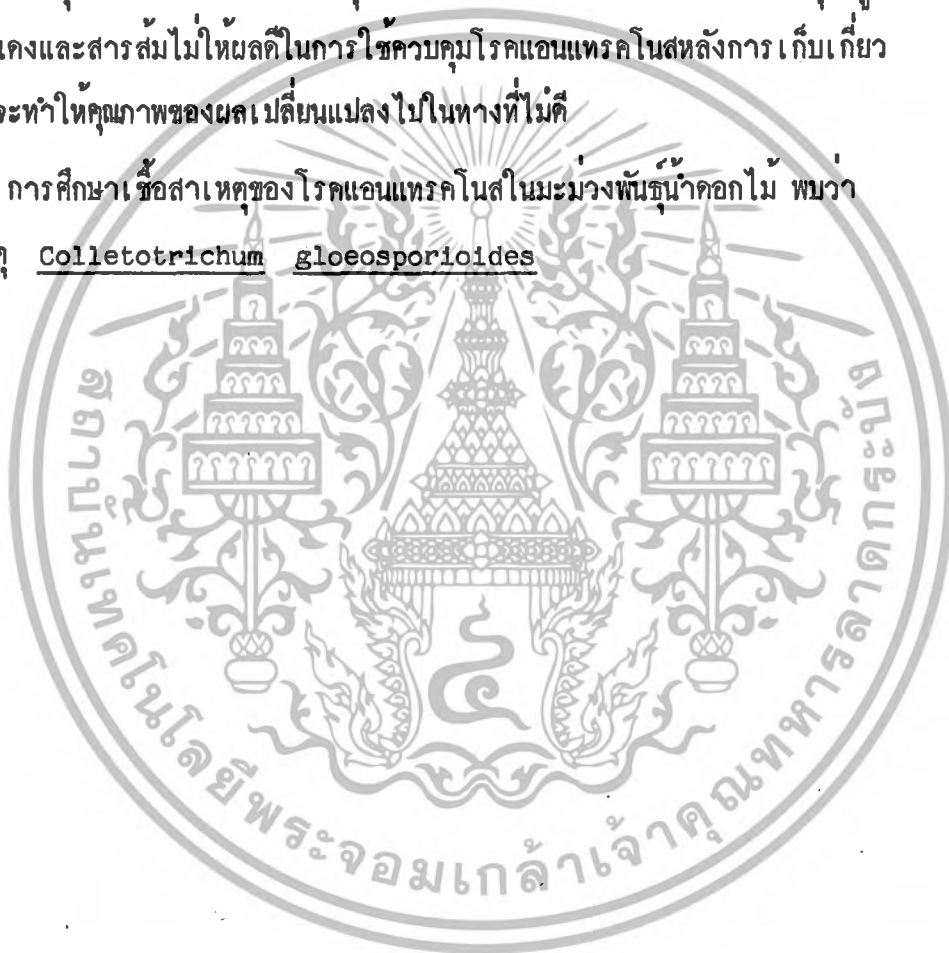 แดงและสารส้มไม่ให้ผลดีในการใช้ควบคุมโรคแอนแทรคโนสหลังการเก็บเกี่ยว
จะทำให้คุณภาพของผลเปลี่ยนแปลงไปในทางที่ไม่ดี
การศึกษาเชื้อสาเหตุของโรคแอนแทรคโนสในมะม่วงพันธุ์น้ำดอกไม้ พบว่า
Colletotrichum gloeosporioides
สถาบันเทคโนโลยีพระจอมเกล้าเจ้าคุณทหารลาดกระบัง
๔